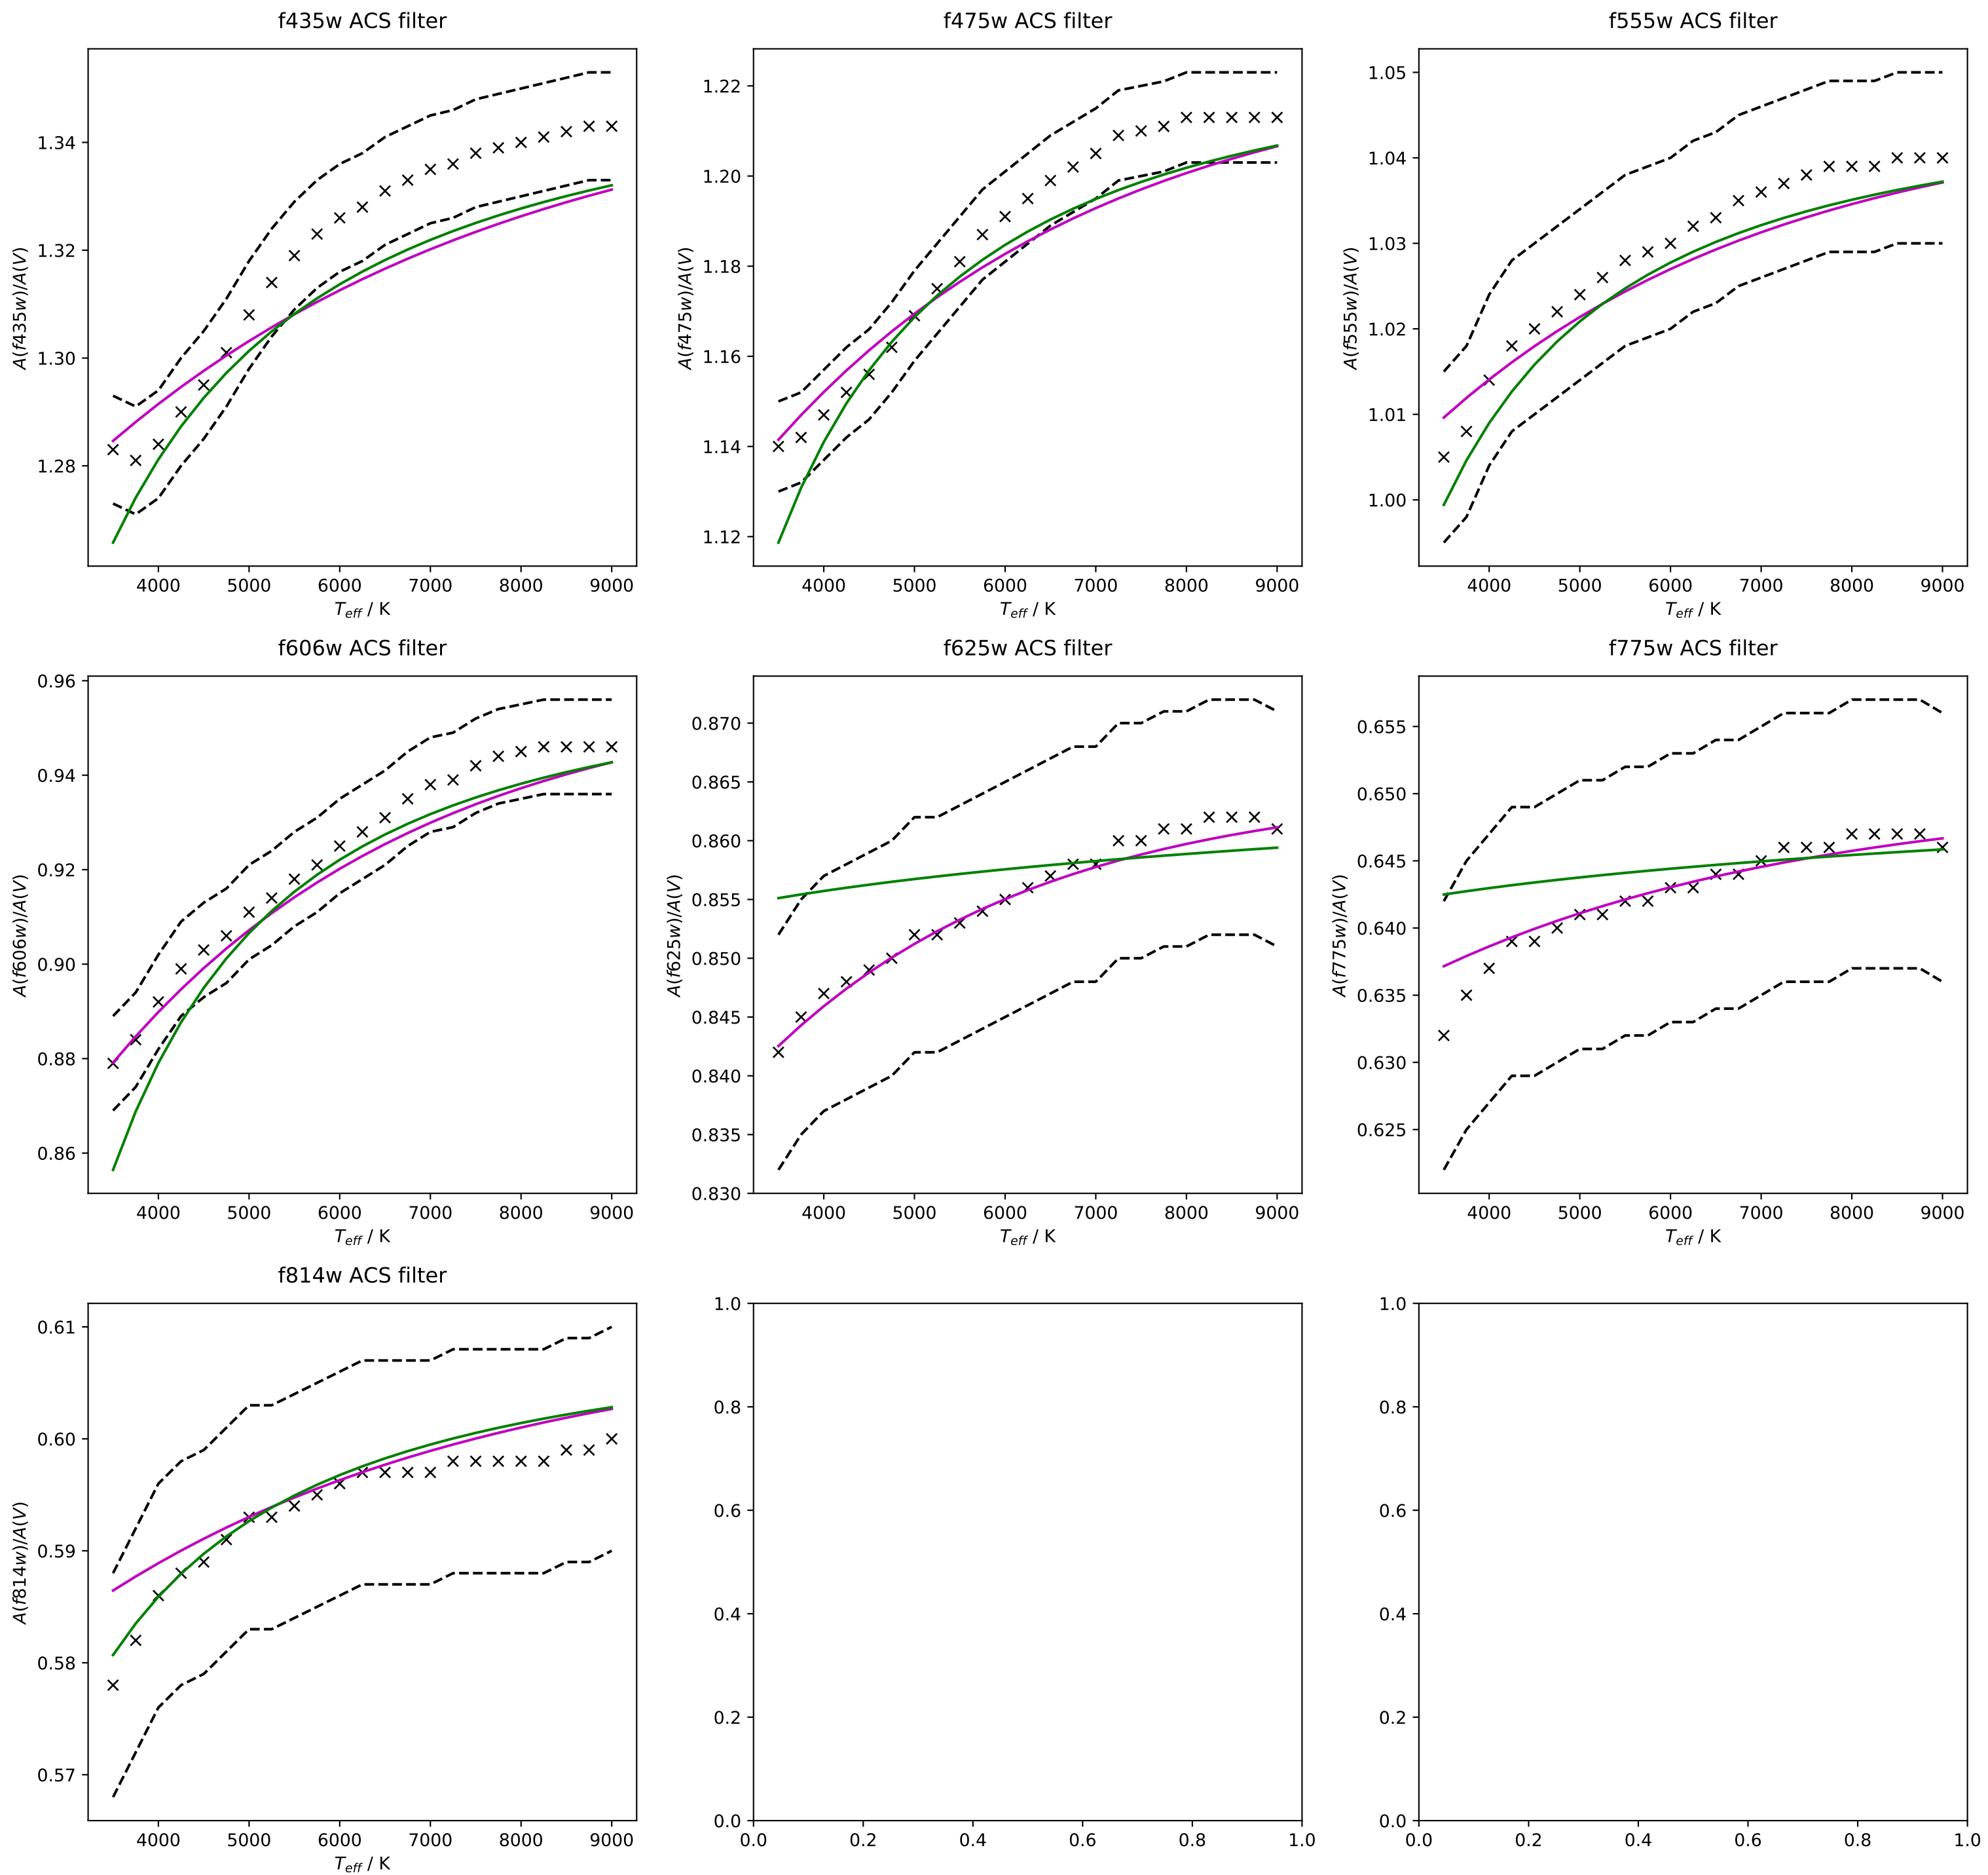 f435w ACS filter
f475w ACS filter
f555w ACS filter
A(f435w)/A(V)
1.34
1.32
1.30
1.28
4000 5000 6000 7000 8000 9000
T_eff / K
A(f475w)/A(V)
1.22
1.20
1.18
1.16
1.14
1.12
4000 5000 6000 7000 8000 9000
T_eff / K
A(f555w)/A(V)
1.05
1.04
1.03
1.02
1.01
1.00
4000 5000 6000 7000 8000 9000
T_eff / K
f606w ACS filter
f625w ACS filter
f775w ACS filter
A(f606w)/A(V)
0.96
0.94
0.92
0.90
0.88
0.86
4000 5000 6000 7000 8000 9000
T_eff / K
A(f625w)/A(V)
0.870
0.865
0.860
0.855
0.850
0.845
0.840
0.835
0.830
4000 5000 6000 7000 8000 9000
T_eff / K
A(f775w)/A(V)
0.655
0.650
0.645
0.640
0.635
0.630
0.625
4000 5000 6000 7000 8000 9000
T_eff / K
f814w ACS filter
A(f814w)/A(V)
0.61
0.60
0.59
0.58
0.57
4000 5000 6000 7000 8000 9000
T_eff / K
1.0
0.8
0.6
0.4
0.2
0.0
0.0 0.2 0.4 0.6 0.8 1.0
1.0
0.8
0.6
0.4
0.2
0.0
0.0 0.2 0.4 0.6 0.8 1.0